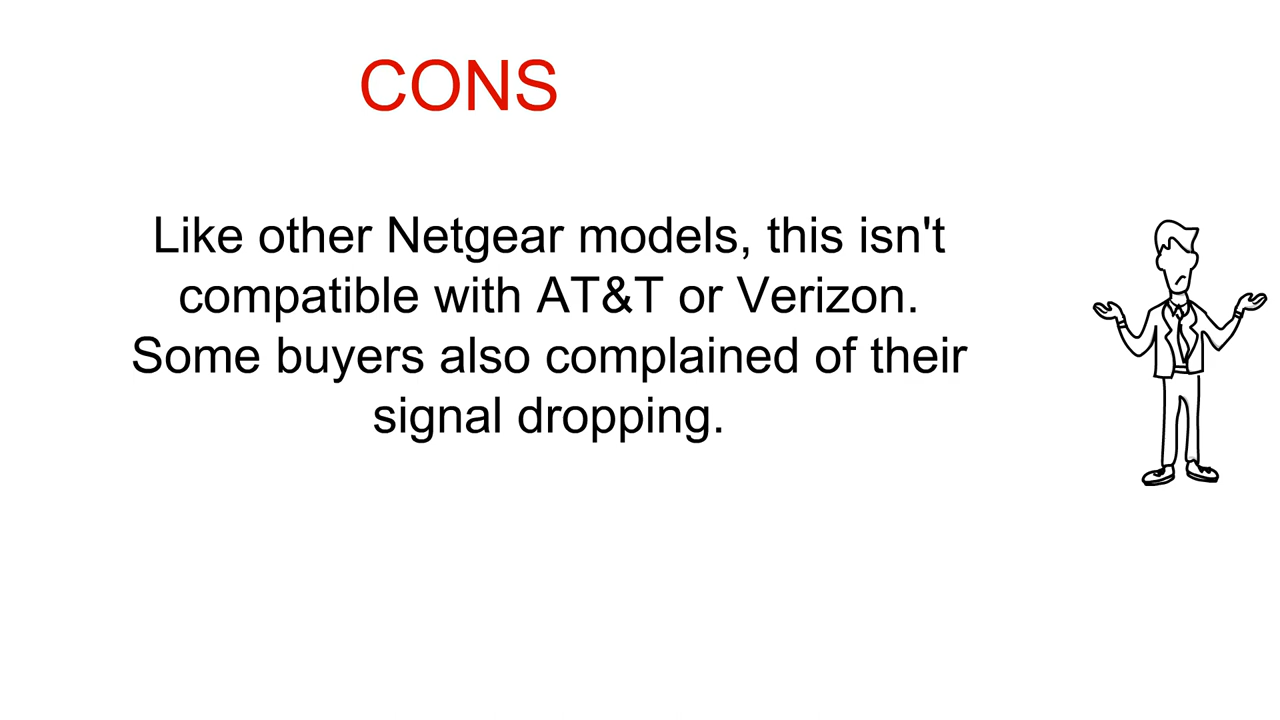 CONS
Like other Netgear models, this isn't
compatible with AT&T or Verizon.
Some buyers also complained of their
signal dropping.